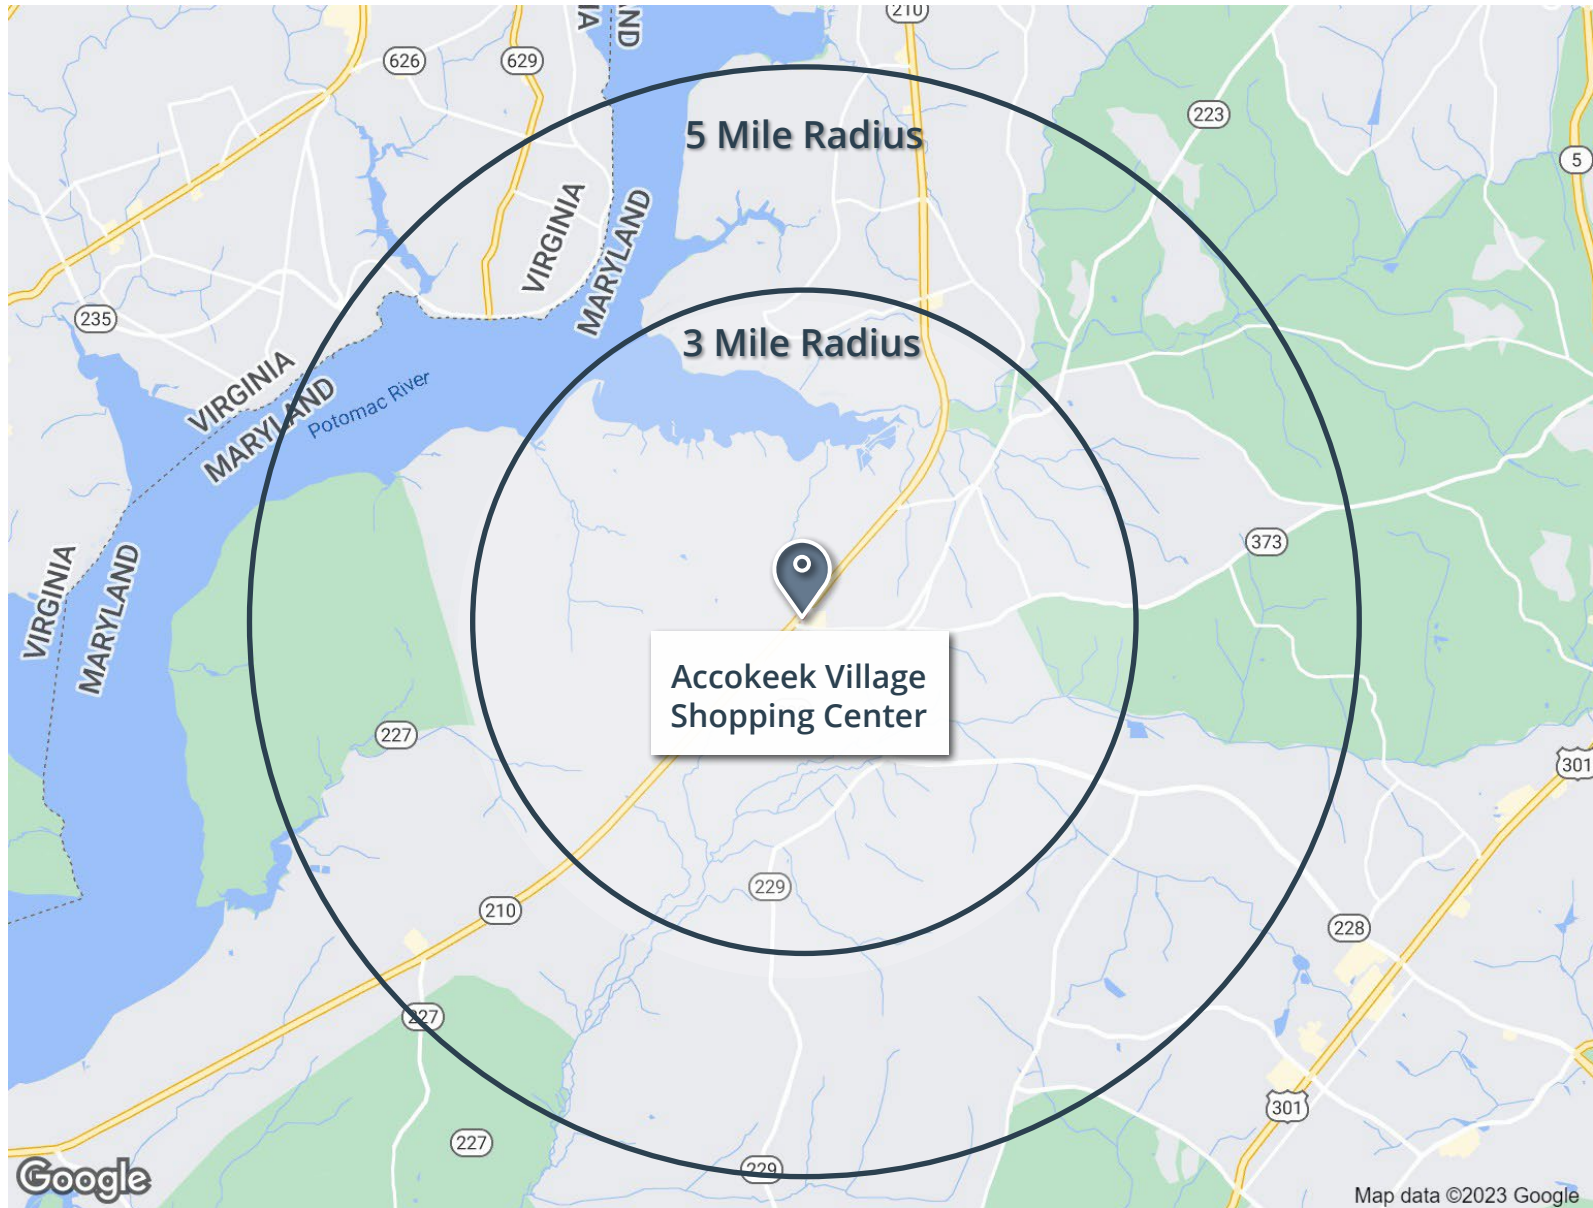 IA
ND
210
626
629
5 Mile Radius
223
5
VIRGINIA
MARYLAND
235
3 Mile Radius
VIRGINIA
MARYLAND
Potomac River
373
VIRGINIA
MARYLAND
Accokeek Village
Shopping Center
227
301
229
210
228
227
301
227
229
Google
Map data ©2023 Google